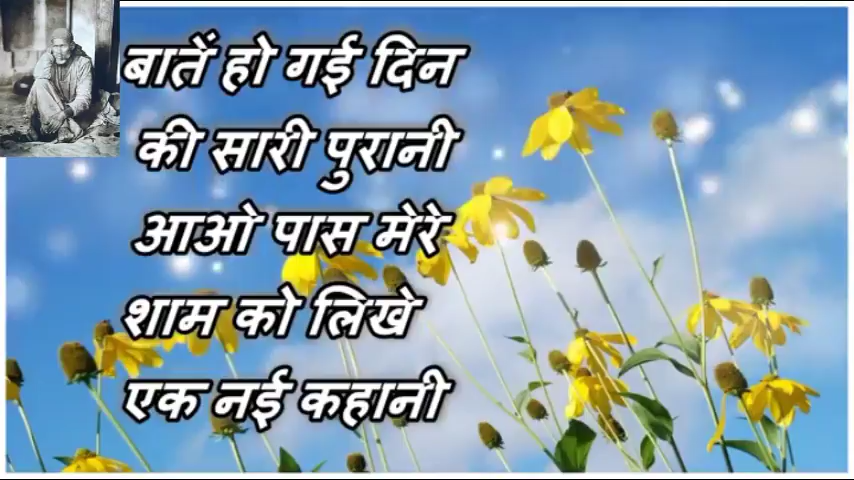 बातें हो गई दिन
की सारी पुरानी
आओ पास मेरे
शाम को लिखे
एक नई कहानी